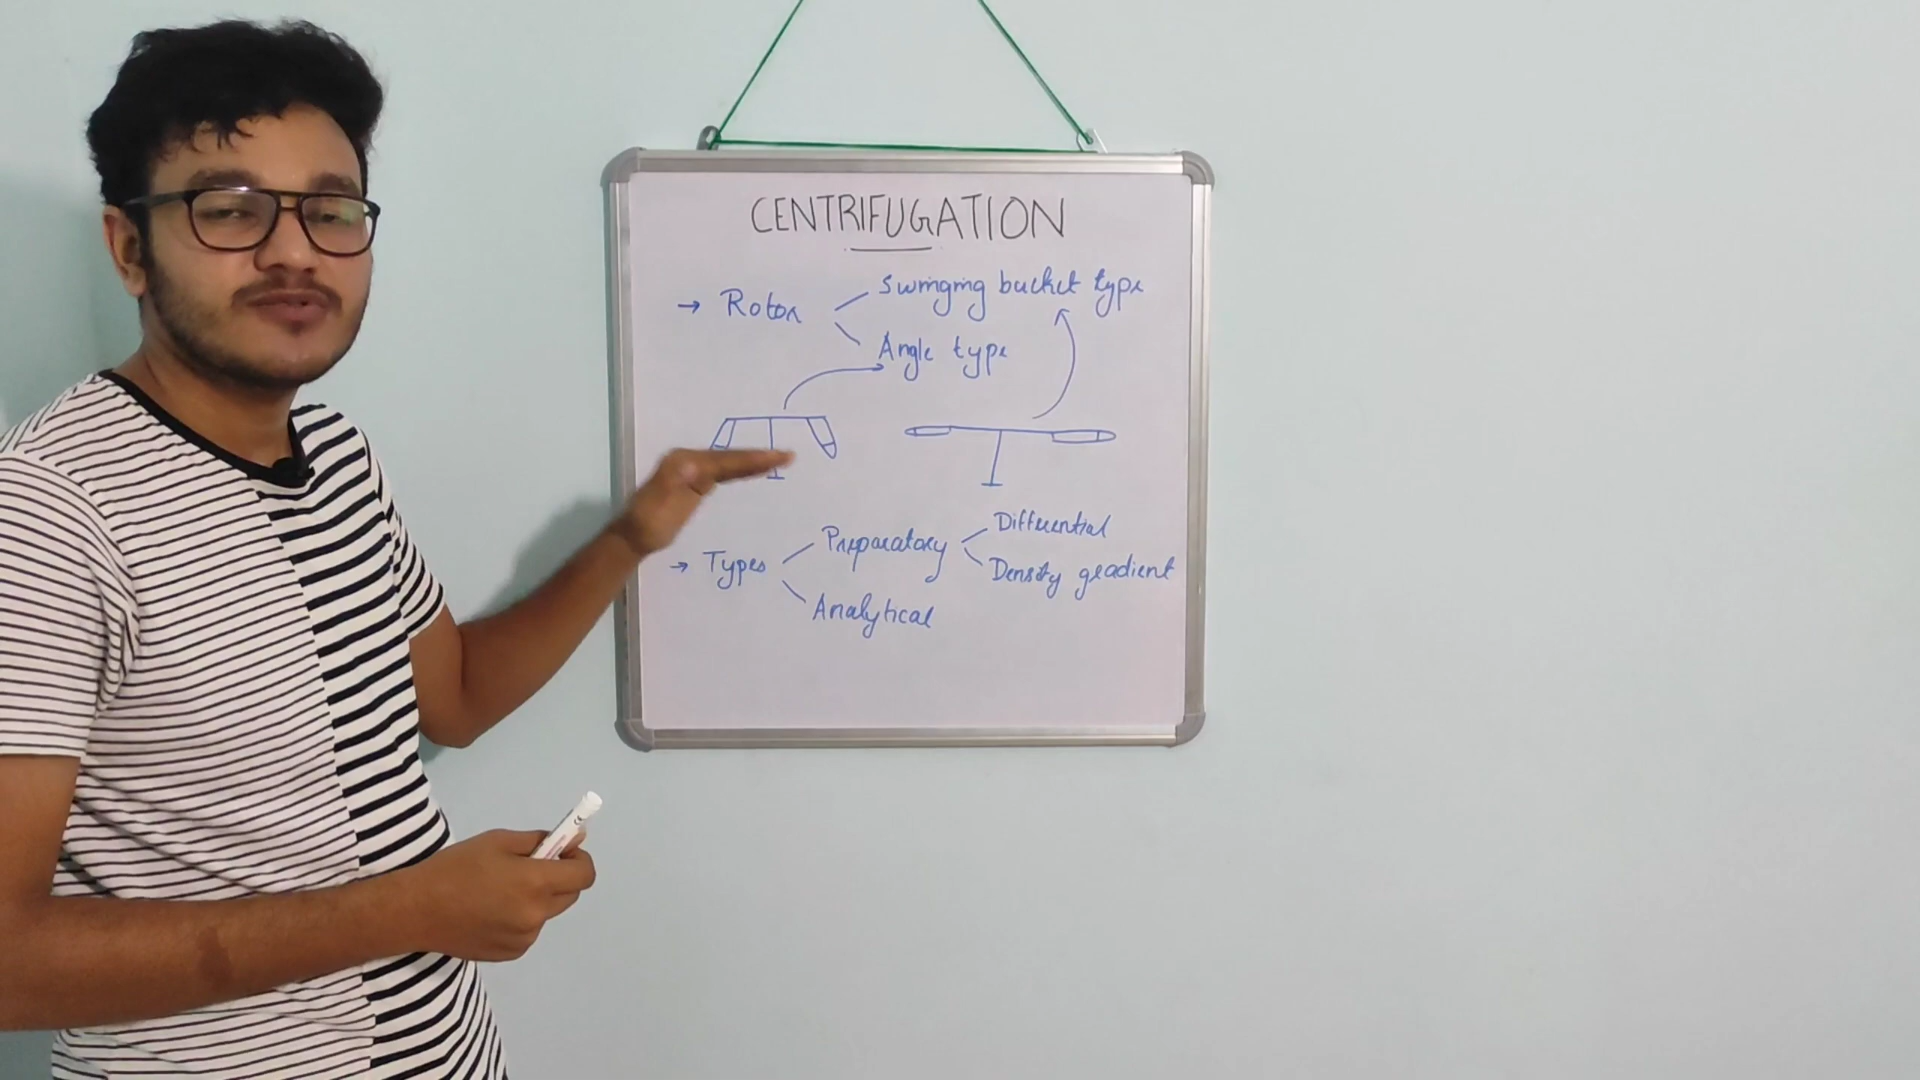 CENTRIFUGATION
→ Rotor
Swinging bucket type
Angle type
→ Types
Preparatory
Differential
Density gradient
Analytical